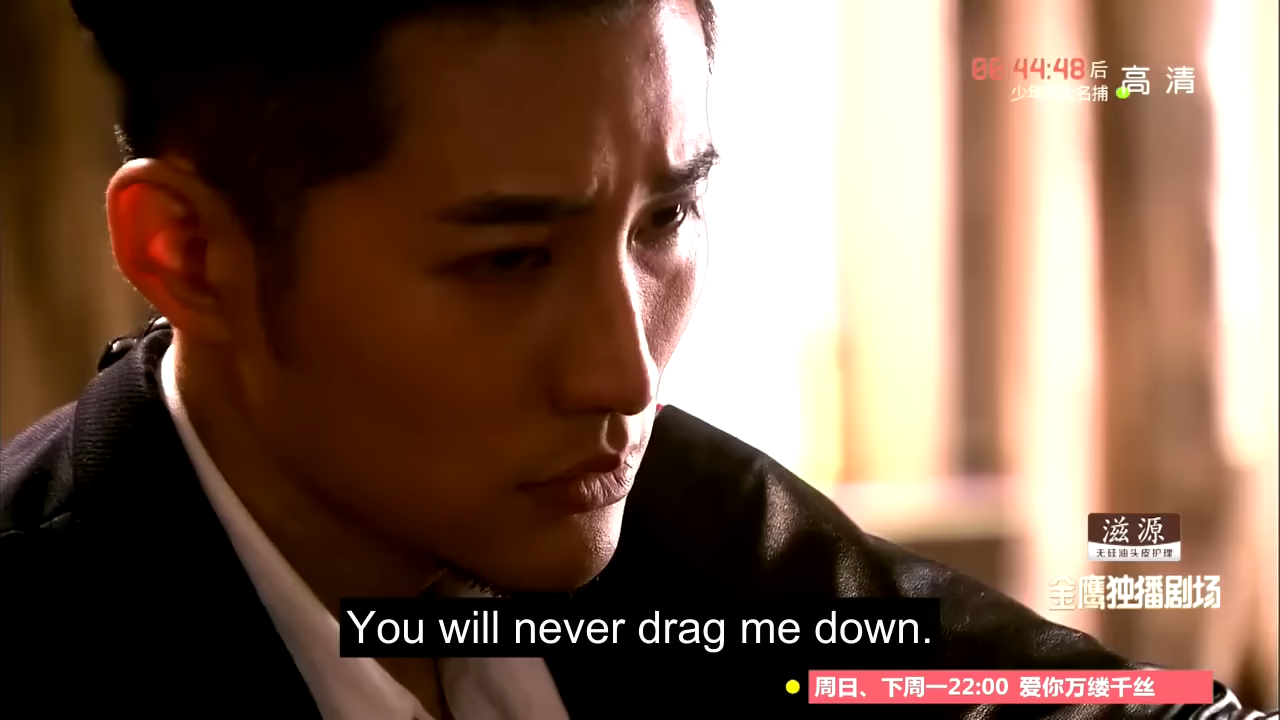 44:48后
高清
滋源
无硅油头皮护理
金鹰独播剧场
You will never drag me down.
周日、下周一22:00 爱你万缕千丝